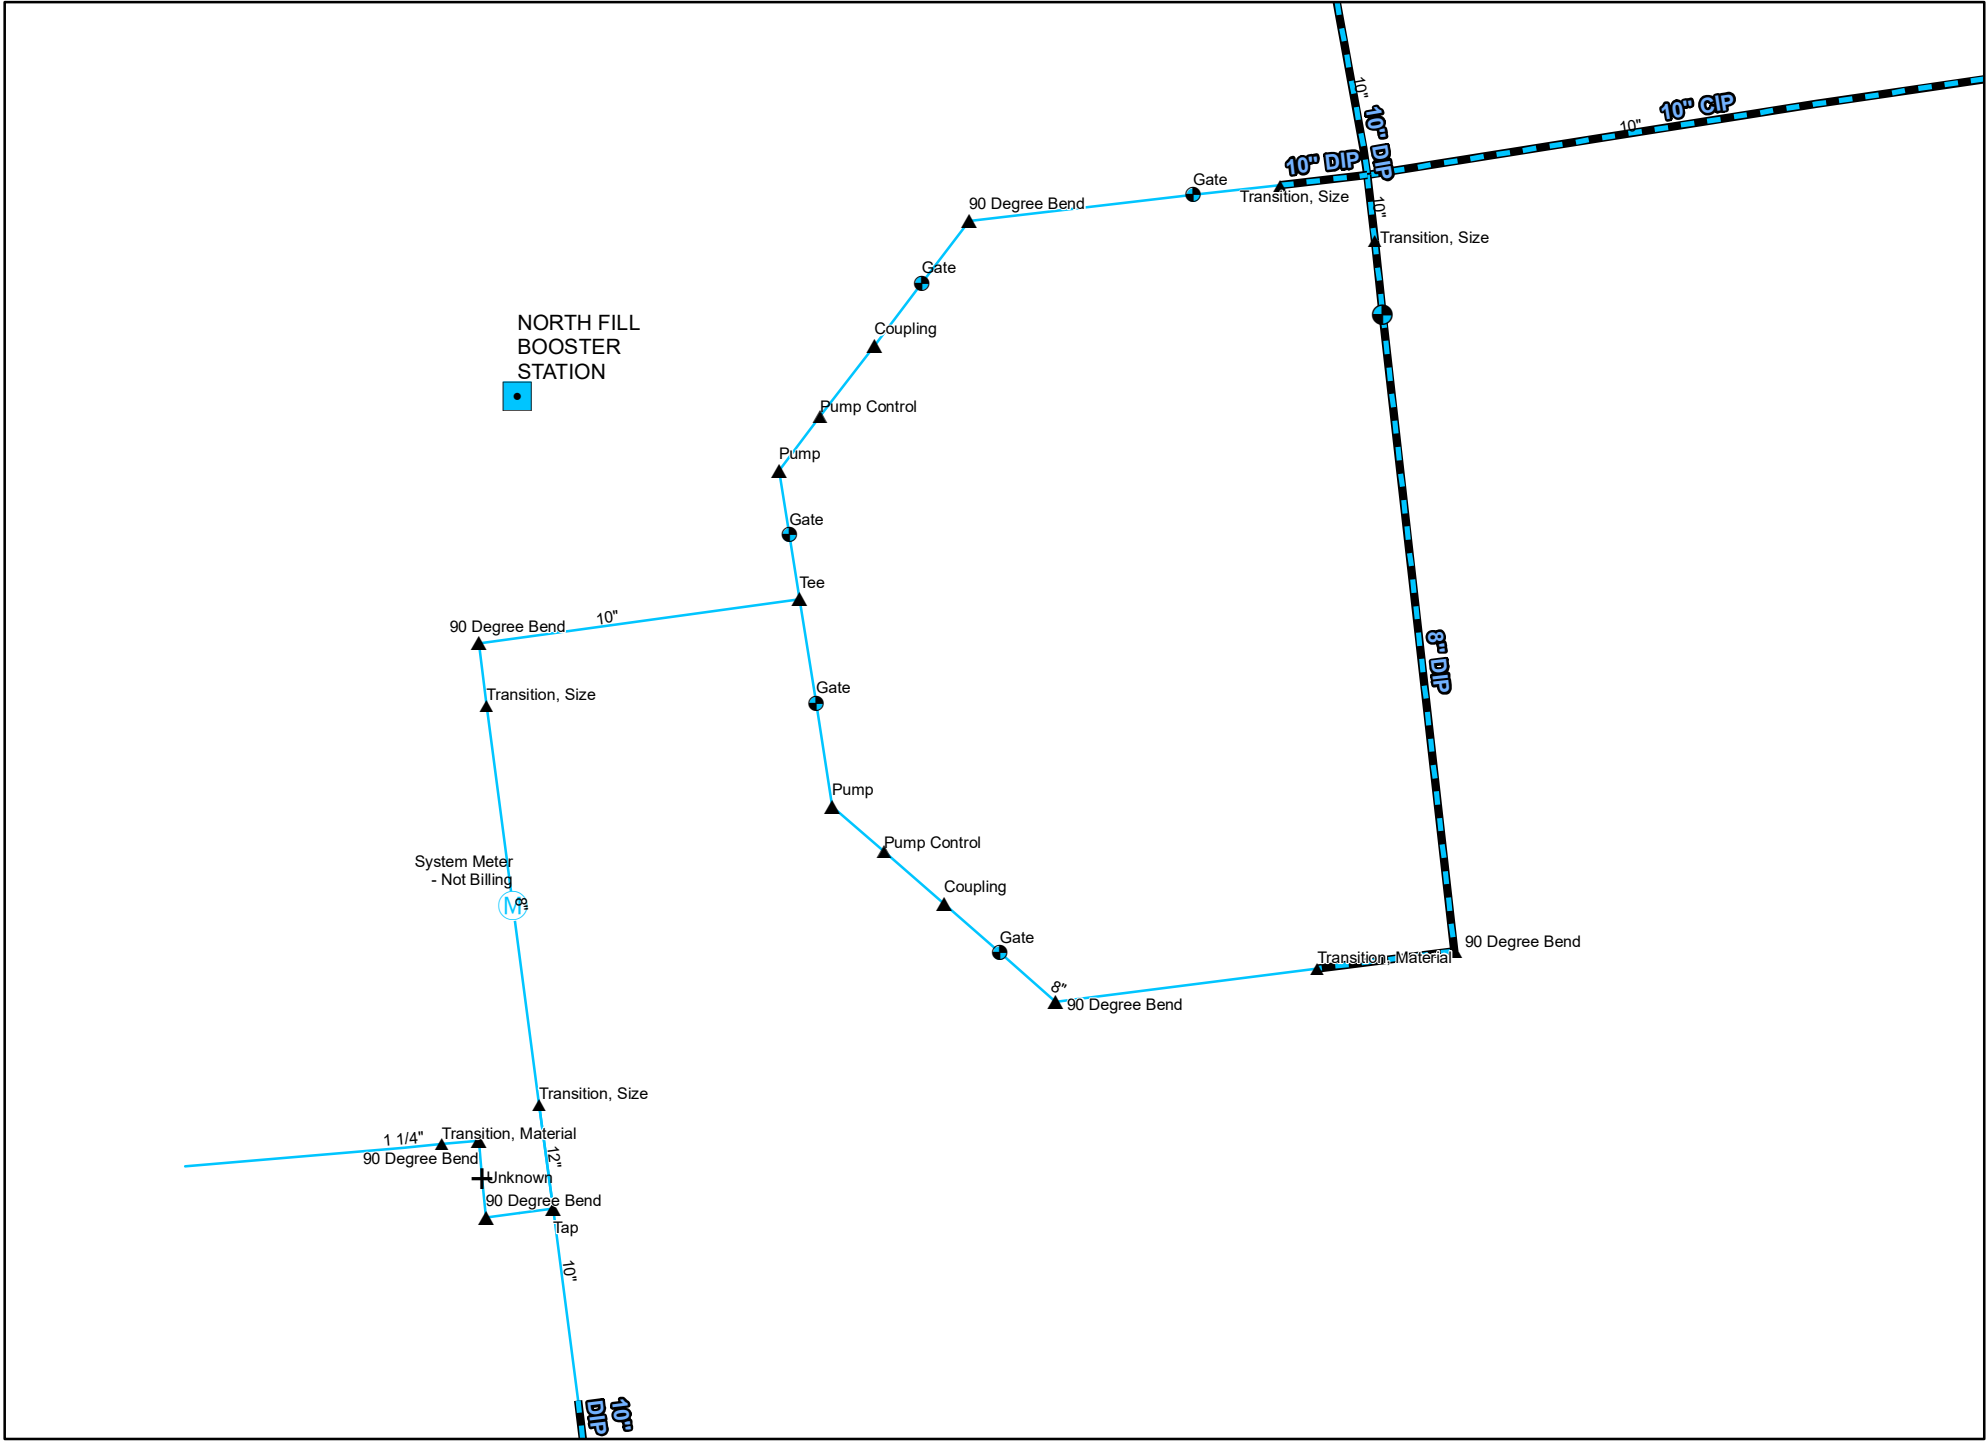 10"
10" CIP
10"
10" DIP
10" DIP
Gate
Transition, Size
90 Degree Bend
10"
Transition, Size
Gate
NORTH FILL
BOOSTER
STATION
Coupling
Pump Control
Pump
Gate
Tee
10"
90 Degree Bend
8" DIP
Transition, Size
Gate
Pump
Pump Control
System Meter
- Not Billing
M
8"
Coupling
Gate
90 Degree Bend
Transition, Material
8"
90 Degree Bend
Transition, Size
1 1/4"
Transition, Material
90 Degree Bend
12"
Unknown
90 Degree Bend
Tap
10"
10"
DIP